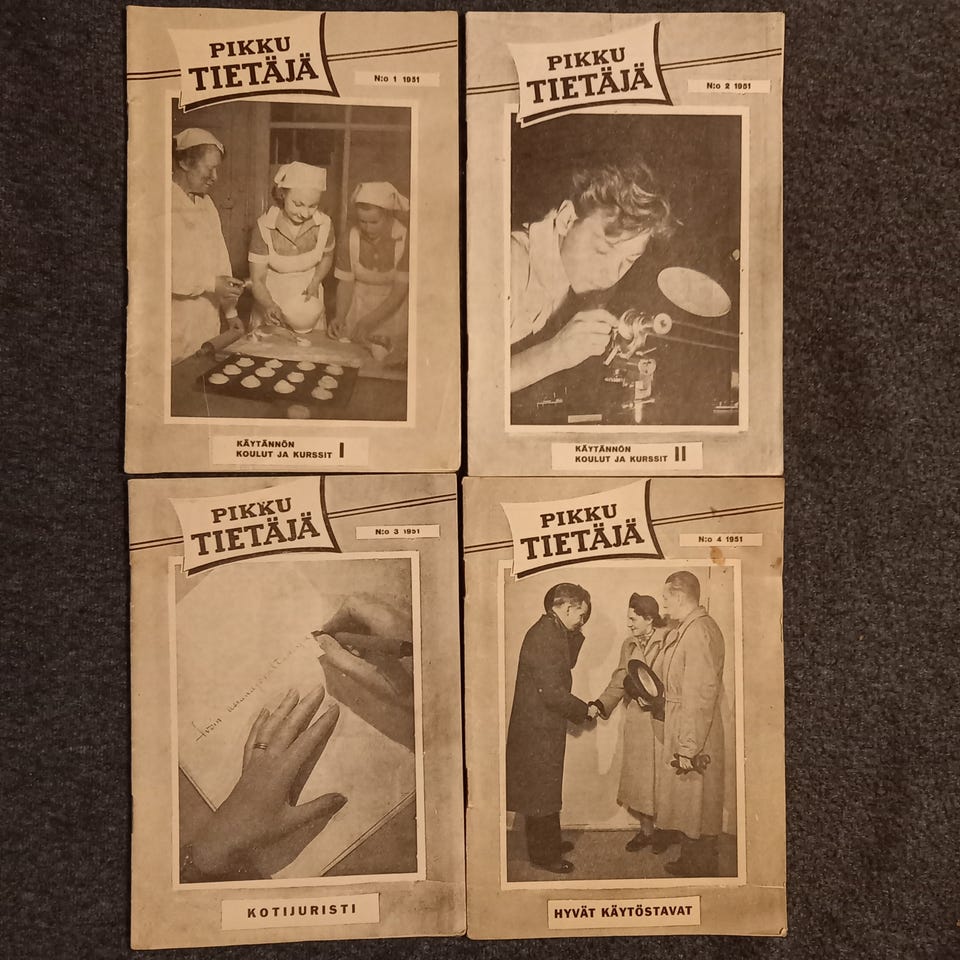 PIKKU
TIETÄJÄ
N:o 1 1951
KÄYTÄNNÖN
KOULUT JA KURSSIT I
PIKKU
TIETÄJÄ
N:o 2 1951
KÄYTÄNNÖN
KOULUT JA KURSSIT II
PIKKU
TIETÄJÄ
N:o 3 1951
KOTIJURISTI
PIKKU
TIETÄJÄ
N:o 4 1951
HYVÄT KÄYTÖSTAVAT